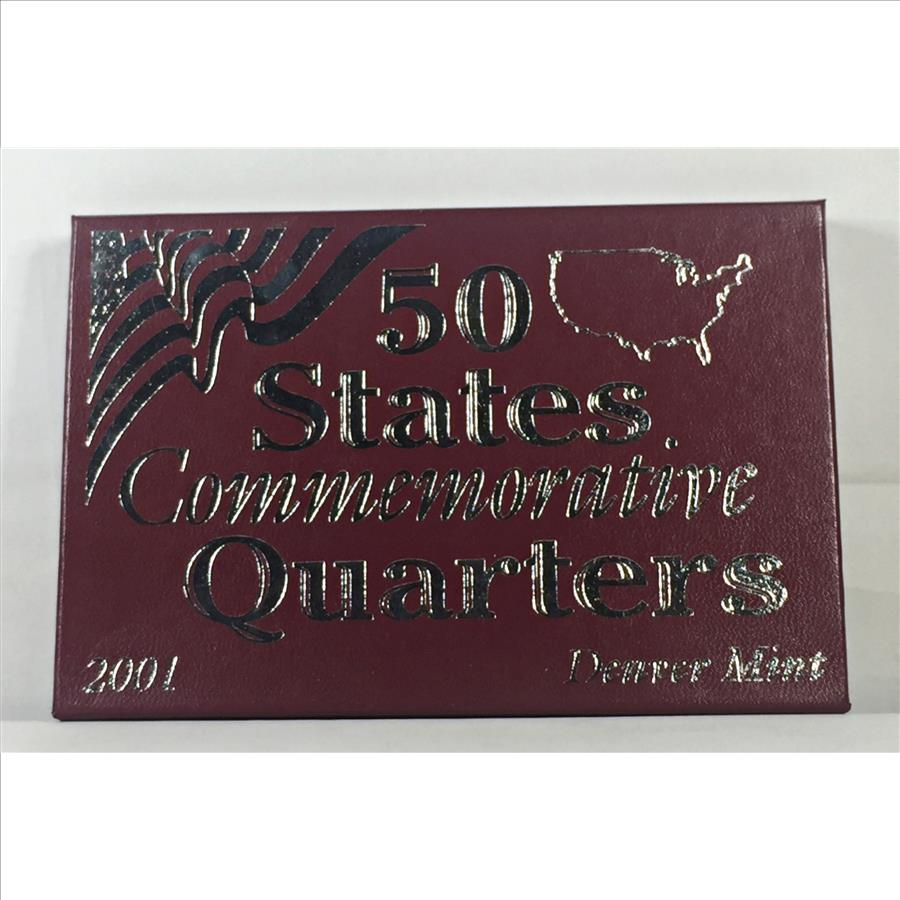 50
States
Commemorative
Quarters
2001 Denver Mint